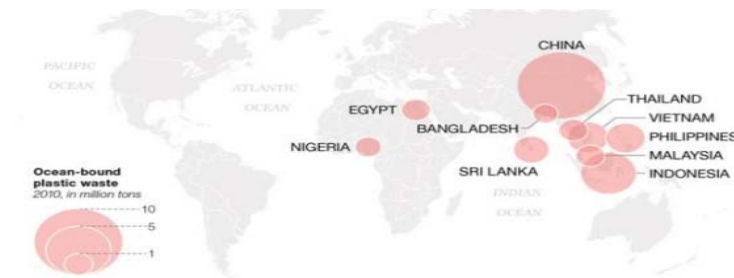 CHINA
PACIFIC
OCEAN
ATLANTIC
OCEAN
THAILAND
EGYPT
VIETNAM
BANGLADESH
PHILIPPINES
NIGERIA
MALAYSIA
SRI LANKA
INDONESIA
Ocean-bound
plastic waste
2010, in million tons
INDIAN
OCEAN
10
5
1